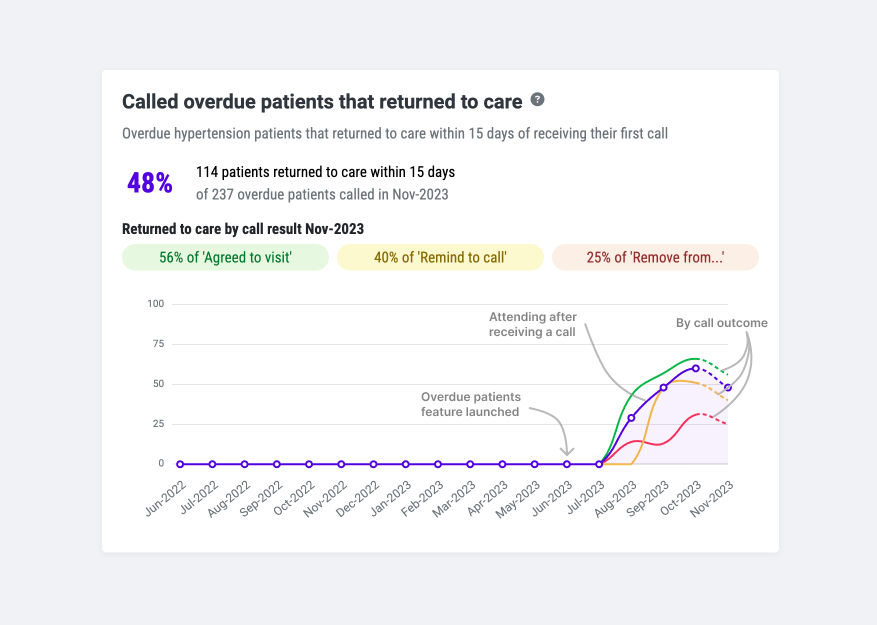 Called overdue patients that returned to care ?
Overdue hypertension patients that returned to care within 15 days of receiving their first call
48%
114 patients returned to care within 15 days
of 237 overdue patients called in Nov-2023
Returned to care by call result Nov-2023
56% of 'Agreed to visit'
40% of 'Remind to call'
25% of 'Remove from...'
100
75
50
25
0
Attending after
receiving a call
By call outcome
Overdue patients
feature launched
Jun-2022
Jul-2022
Aug-2022
Sep-2022
Oct-2022
Nov-2022
Dec-2022
Jan-2023
Feb-2023
Mar-2023
Apr-2023
May-2023
Jun-2023
Jul-2023
Aug-2023
Sep-2023
Oct-2023
Nov-2023